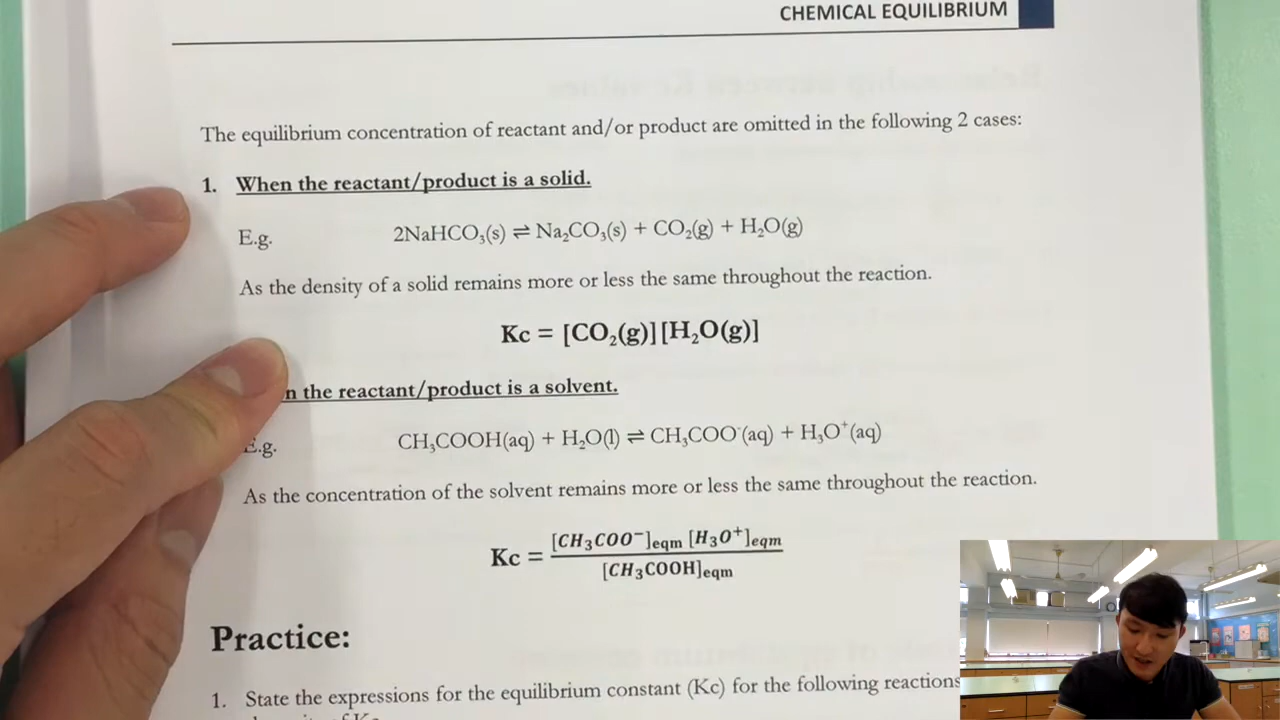 CHEMICAL EQUILIBRIUM
The equilibrium concentration of reactant and/or product are omitted in the following 2 cases:
1. When the reactant/product is a solid.
E.g. 2NaHCO₃(s) ⇌ Na₂CO₃(s) + CO₂(g) + H₂O(g)
As the density of a solid remains more or less the same throughout the reaction.
Kc = [CO₂(g)][H₂O(g)]
the reactant/product is a solvent.
E.g. CH₃COOH(aq) + H₂O(l) ⇌ CH₃COO⁻(aq) + H₃O⁺(aq)
As the concentration of the solvent remains more or less the same throughout the reaction.
Kc = [CH₃COO⁻]eqm [H₃O⁺]eqm
[CH₃COOH]eqm
Practice:
1. State the expressions for the equilibrium constant (Kc) for the following reactions